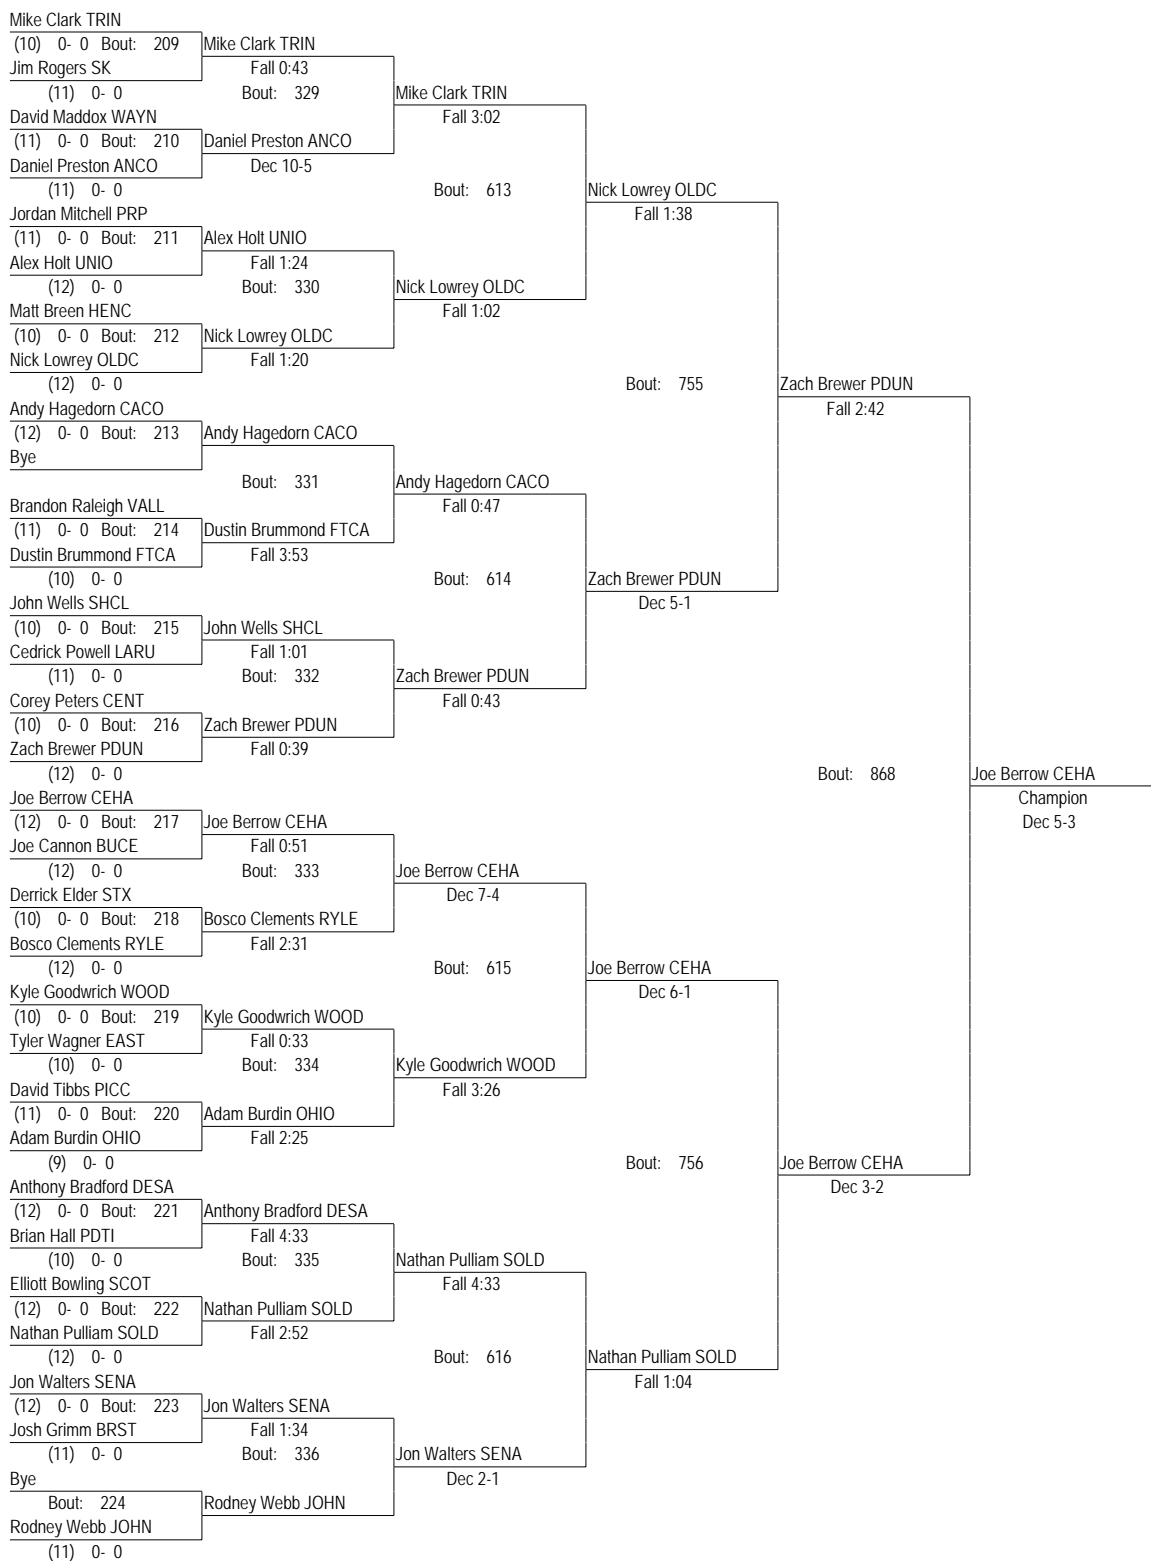 Mike Clark TRIN
(10) 0- 0 Bout: 209 Mike Clark TRIN
Jim Rogers SK Fall 0:43
(11) 0- 0 Bout: 329 Mike Clark TRIN
David Maddox WAYN Fall 3:02
(11) 0- 0 Bout: 210 Daniel Preston ANCO
Daniel Preston ANCO Dec 10-5
(11) 0- 0 Bout: 613 Nick Lowrey OLDC
Jordan Mitchell PRP Fall 1:38
(11) 0- 0 Bout: 211 Alex Holt UNIO
Alex Holt UNIO Fall 1:24
(12) 0- 0 Bout: 330 Nick Lowrey OLDC
Matt Breen HENC Fall 1:02
(10) 0- 0 Bout: 212 Nick Lowrey OLDC
Nick Lowrey OLDC Fall 1:20
(12) 0- 0 Bout: 755 Zach Brewer PDUN
Andy Hagedorn CACO Fall 2:42
(12) 0- 0 Bout: 213 Andy Hagedorn CACO
Bye
Bout: 331 Andy Hagedorn CACO
Brandon Raleigh VALL Fall 0:47
(11) 0- 0 Bout: 214 Dustin Brummond FTCA
Dustin Brummond FTCA Fall 3:53
(10) 0- 0 Bout: 614 Zach Brewer PDUN
John Wells SHCL Dec 5-1
(10) 0- 0 Bout: 215 John Wells SHCL
Cedrick Powell LARU Fall 1:01
(11) 0- 0 Bout: 332 Zach Brewer PDUN
Corey Peters CENT Fall 0:43
(10) 0- 0 Bout: 216 Zach Brewer PDUN
Zach Brewer PDUN Fall 0:39
(12) 0- 0 Bout: 868 Joe Berrow CEHA
Joe Berrow CEHA Champion
(12) 0- 0 Bout: 217 Joe Berrow CEHA Dec 5-3
Joe Cannon BUCE Fall 0:51
(12) 0- 0 Bout: 333 Joe Berrow CEHA
Derrick Elder STX Dec 7-4
(10) 0- 0 Bout: 218 Bosco Clements RYLE
Bosco Clements RYLE Fall 2:31
(12) 0- 0 Bout: 615 Joe Berrow CEHA
Kyle Goodwrich WOOD Dec 6-1
(10) 0- 0 Bout: 219 Kyle Goodwrich WOOD
Tyler Wagner EAST Fall 0:33
(10) 0- 0 Bout: 334 Kyle Goodwrich WOOD
David Tibbs PICC Fall 3:26
(11) 0- 0 Bout: 220 Adam Burdin OHIO
Adam Burdin OHIO Fall 2:25
(9) 0- 0 Bout: 756 Joe Berrow CEHA
Anthony Bradford DESA Dec 3-2
(12) 0- 0 Bout: 221 Anthony Bradford DESA
Brian Hall PDTI Fall 4:33
(10) 0- 0 Bout: 335 Nathan Pulliam SOLD
Elliott Bowling SCOT Fall 4:33
(12) 0- 0 Bout: 222 Nathan Pulliam SOLD
Nathan Pulliam SOLD Fall 2:52
(12) 0- 0 Bout: 616 Nathan Pulliam SOLD
Jon Walters SENA Fall 1:04
(12) 0- 0 Bout: 223 Jon Walters SENA
Josh Grimm BRST Fall 1:34
(11) 0- 0 Bout: 336 Jon Walters SENA
Bye Dec 2-1
Bout: 224 Rodney Webb JOHN
Rodney Webb JOHN
(11) 0- 0